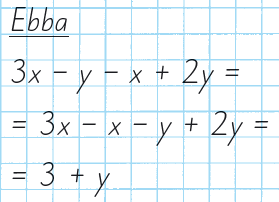 Ebba
3x − y − x + 2y =
= 3x − x − y + 2y =
= 3 + y